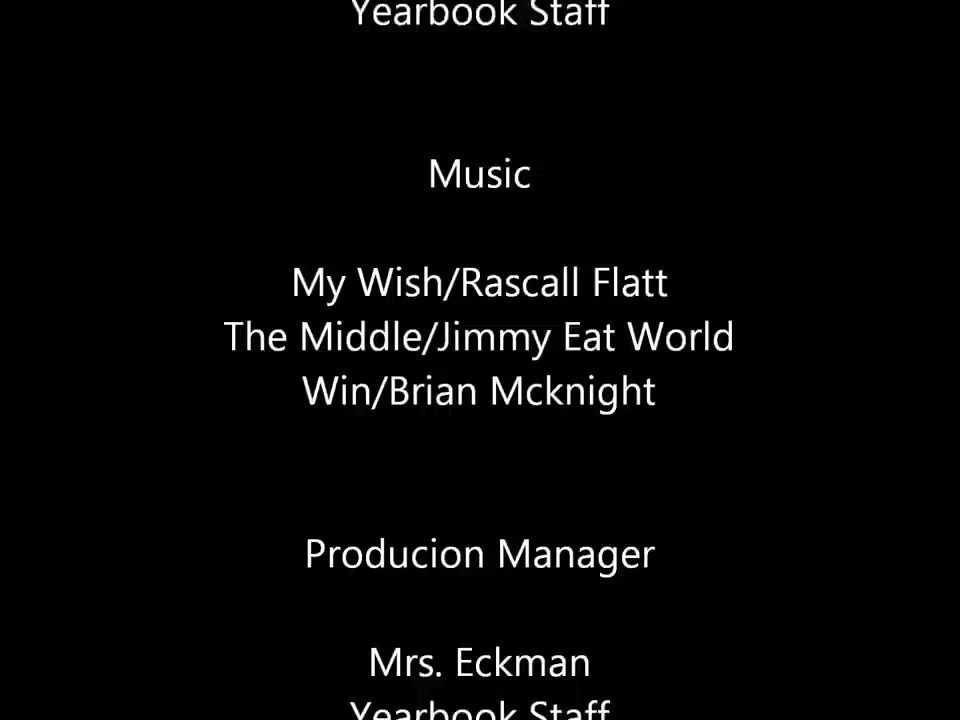 Yearbook Staff
Music
My Wish/Rascall Flatt
The Middle/Jimmy Eat World
Win/Brian Mcknight
Producion Manager
Mrs. Eckman
Yearbook Staff